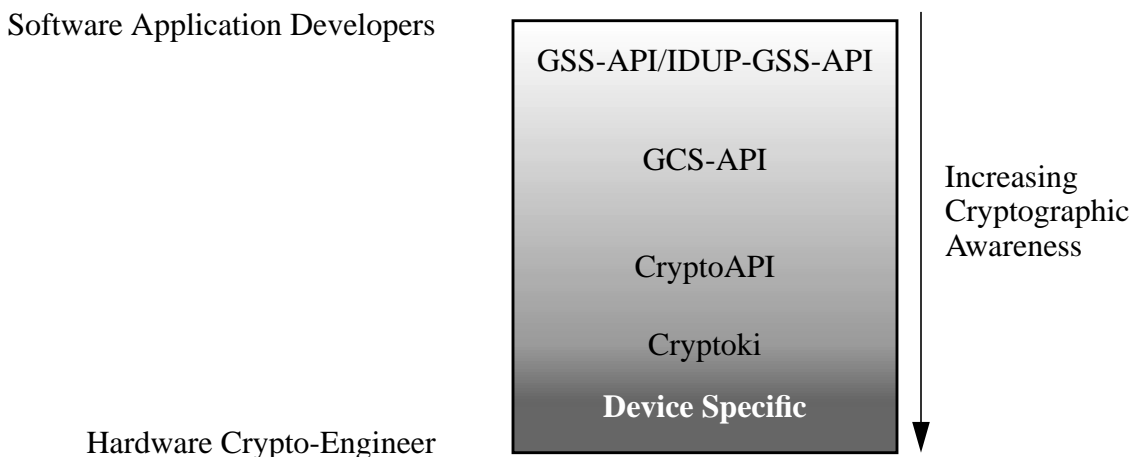 Software Application Developers
GSS-API/IDUP-GSS-API
GCS-API
Increasing
Cryptographic
Awareness
CryptoAPI
Cryptoki
Device Specific
Hardware Crypto-Engineer